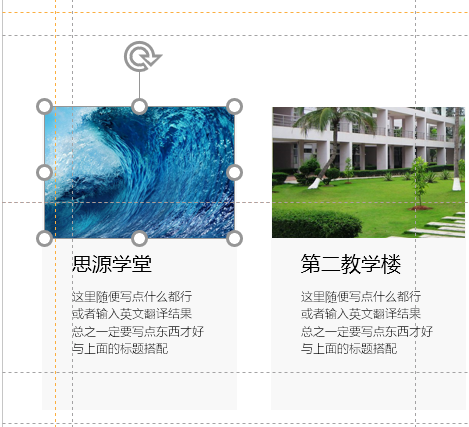 思源学堂
这里随便写点什么都行
或者输入英文翻译结果
总之一定要写点东西才好
与上面的标题搭配
第二教学楼
这里随便写点什么都行
或者输入英文翻译结果
总之一定要写点东西才好
与上面的标题搭配